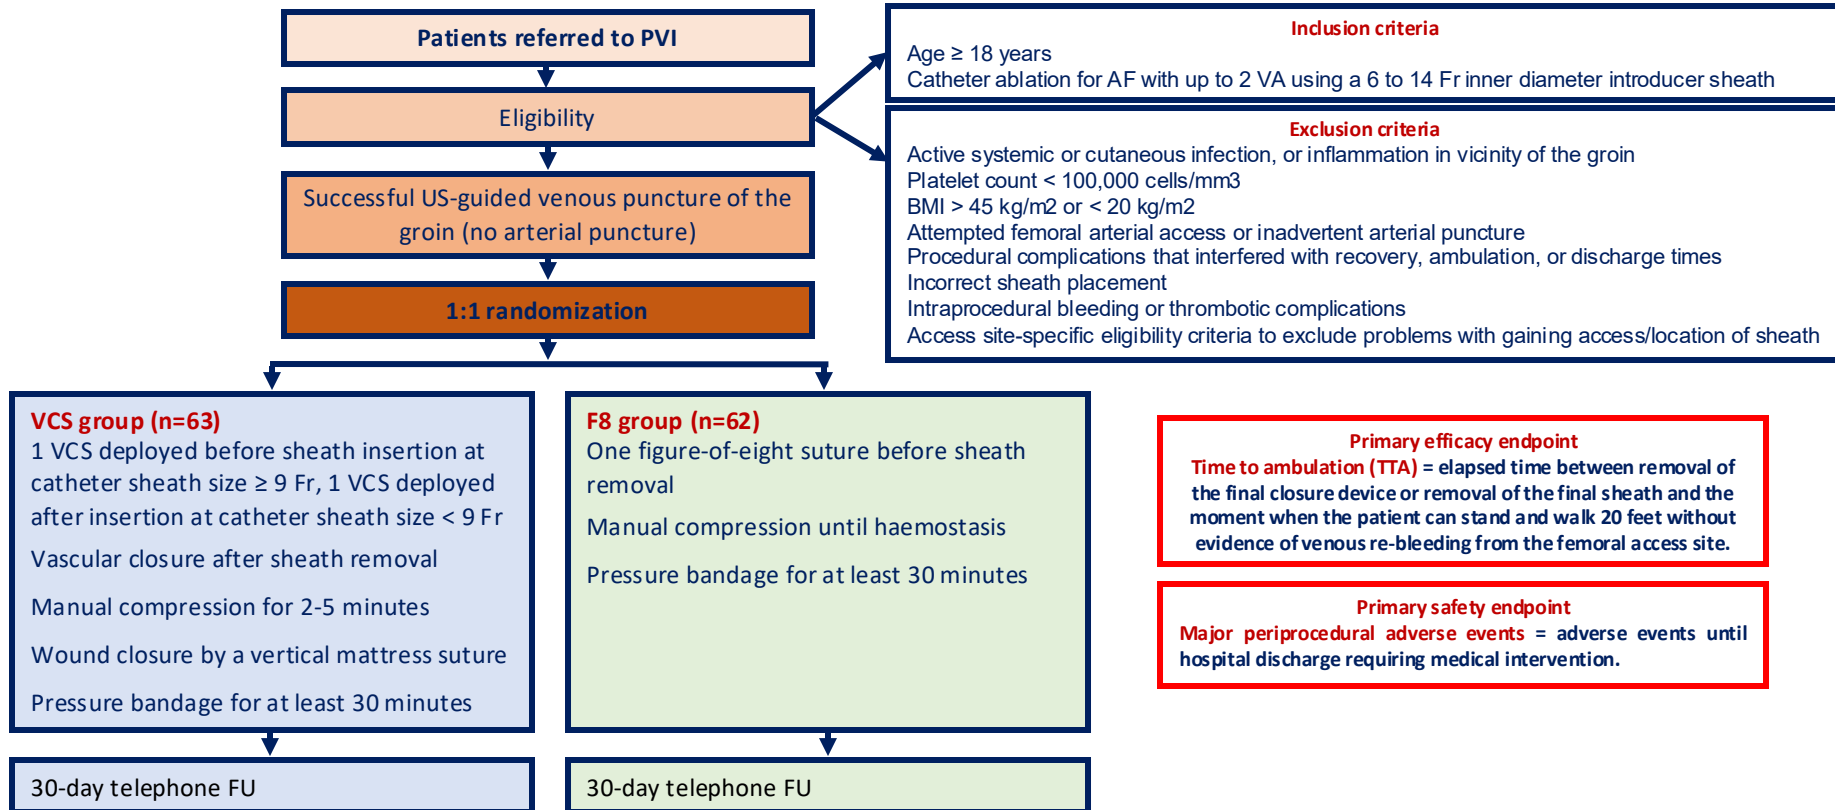 Patients referred to PVI
Eligibility
Successful US-guided venous puncture of the
groin (no arterial puncture)
1:1 randomization
Inclusion criteria
Age ≥ 18 years
Catheter ablation for AF with up to 2 VA using a 6 to 14 Fr inner diameter introducer sheath
Exclusion criteria
Active systemic or cutaneous infection, or inflammation in vicinity of the groin
Platelet count < 100,000 cells/mm3
BMI > 45 kg/m2 or < 20 kg/m2
Attempted femoral arterial access or inadvertent arterial puncture
Procedural complications that interfered with recovery, ambulation, or discharge times
Incorrect sheath placement
Intraprocedural bleeding or thrombotic complications
Access site-specific eligibility criteria to exclude problems with gaining access/location of sheath
VCS group (n=63)
1 VCS deployed before sheath insertion at
catheter sheath size ≥ 9 Fr, 1 VCS deployed
after insertion at catheter sheath size < 9 Fr
Vascular closure after sheath removal
Manual compression for 2-5 minutes
Wound closure by a vertical mattress suture
Pressure bandage for at least 30 minutes
30-day telephone FU
F8 group (n=62)
One figure-of-eight suture before sheath
removal
Manual compression until haemostasis
Pressure bandage for at least 30 minutes
30-day telephone FU
Primary efficacy endpoint
Time to ambulation (TTA) = elapsed time between removal of
the final closure device or removal of the final sheath and the
moment when the patient can stand and walk 20 feet without
evidence of venous re-bleeding from the femoral access site.
Primary safety endpoint
Major periprocedural adverse events = adverse events until
hospital discharge requiring medical intervention.